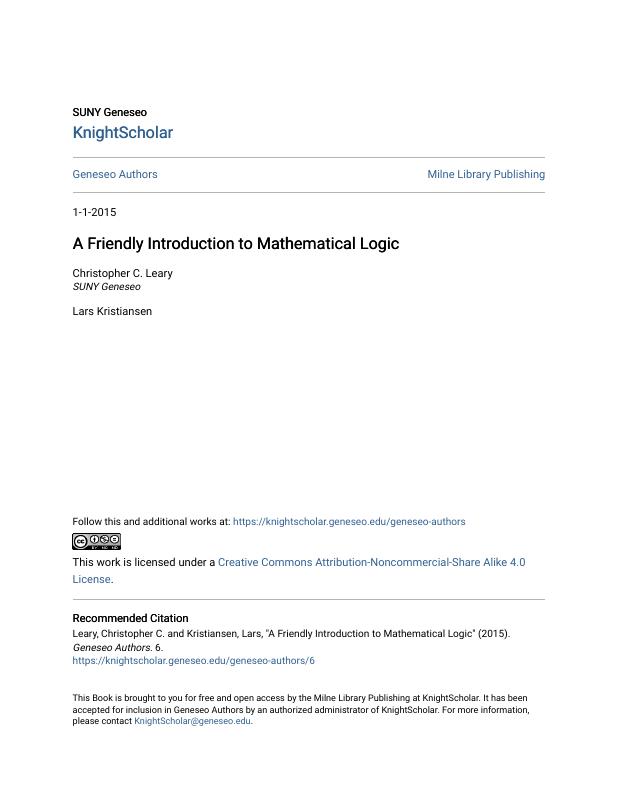 SUNY Geneseo
KnightScholar
Geneseo Authors
Milne Library Publishing
1-1-2015
A Friendly Introduction to Mathematical Logic
Christopher C. Leary
SUNY Geneseo
Lars Kristiansen
Follow this and additional works at: https://knightscholar.geneseo.edu/geneseo-authors
This work is licensed under a Creative Commons Attribution-Noncommercial-Share Alike 4.0
License.
Recommended Citation
Leary, Christopher C. and Kristiansen, Lars, "A Friendly Introduction to Mathematical Logic" (2015).
Geneseo Authors. 6.
https://knightscholar.geneseo.edu/geneseo-authors/6
This Book is brought to you for free and open access by the Milne Library Publishing at KnightScholar. It has been
accepted for inclusion in Geneseo Authors by an authorized administrator of KnightScholar. For more information,
please contact KnightScholar@geneseo.edu.